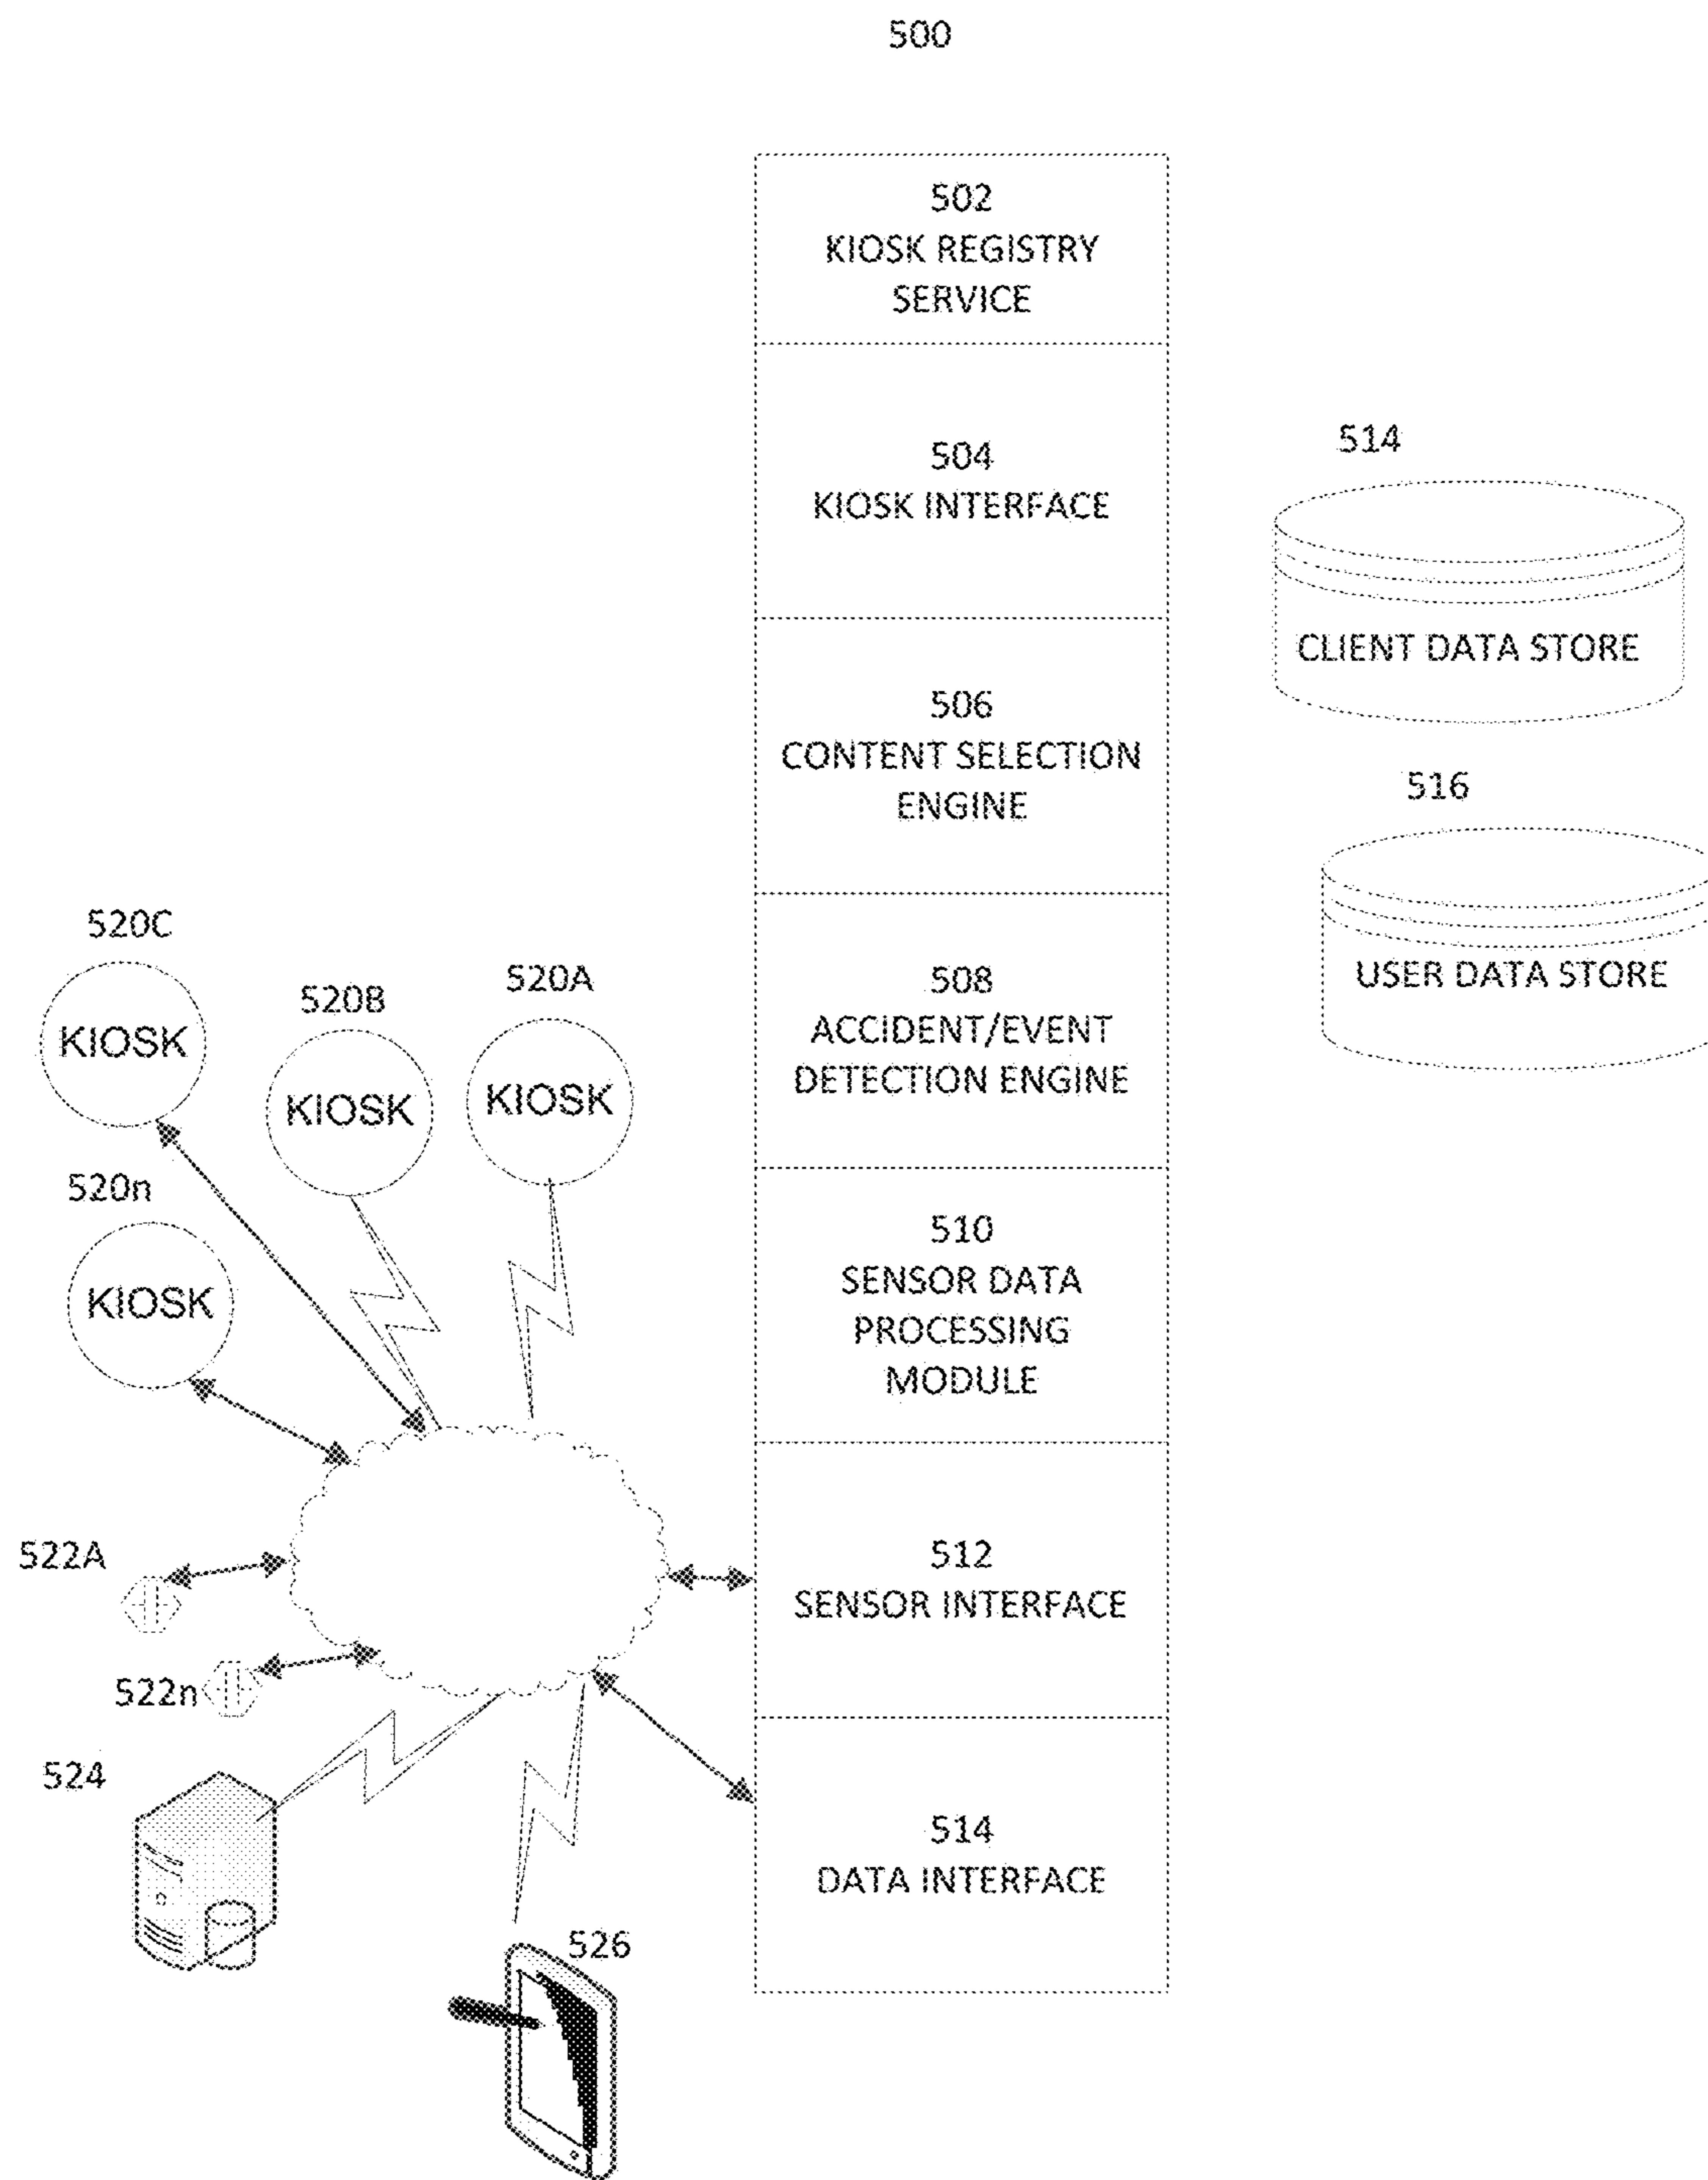 500
502
KIOSK REGISTRY
SERVICE
504
KIOSK INTERFACE
514
CLIENT DATA STORE
506
CONTENT SELECTION
ENGINE
516
USER DATA STORE
508
ACCIDENT/EVENT
DETECTION ENGINE
520C
KIOSK
520B
KIOSK
520A
KIOSK
520n
KIOSK
510
SENSOR DATA
PROCESSING
MODULE
522A
512
SENSOR INTERFACE
522n
524
514
DATA INTERFACE
526